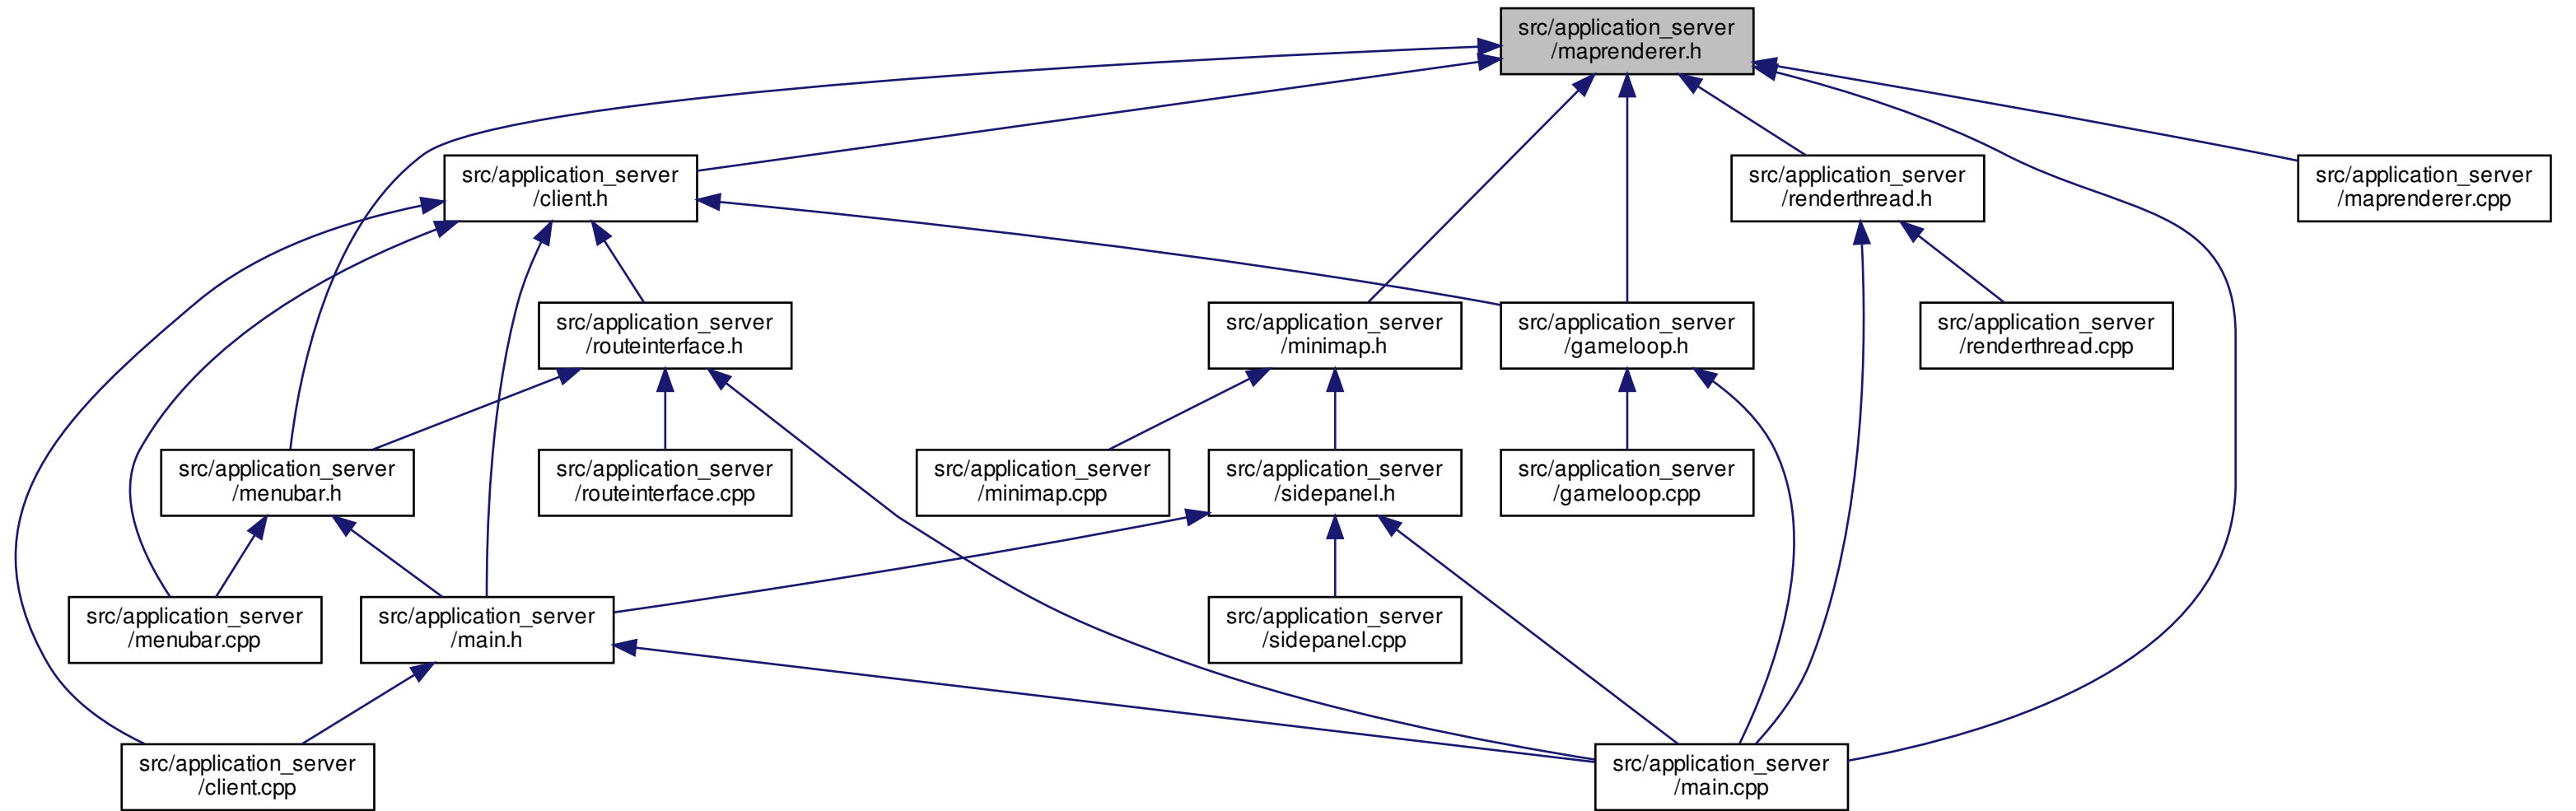 src/application_server
/maprenderer.h
src/application_server
/client.h
src/application_server
/renderthread.h
src/application_server
/maprenderer.cpp
src/application_server
/routeinterface.h
src/application_server
/minimap.h
src/application_server
/gameloop.h
src/application_server
/renderthread.cpp
src/application_server
/menubar.h
src/application_server
/routeinterface.cpp
src/application_server
/minimap.cpp
src/application_server
/sidepanel.h
src/application_server
/gameloop.cpp
src/application_server
/menubar.cpp
src/application_server
/main.h
src/application_server
/sidepanel.cpp
src/application_server
/client.cpp
src/application_server
/main.cpp